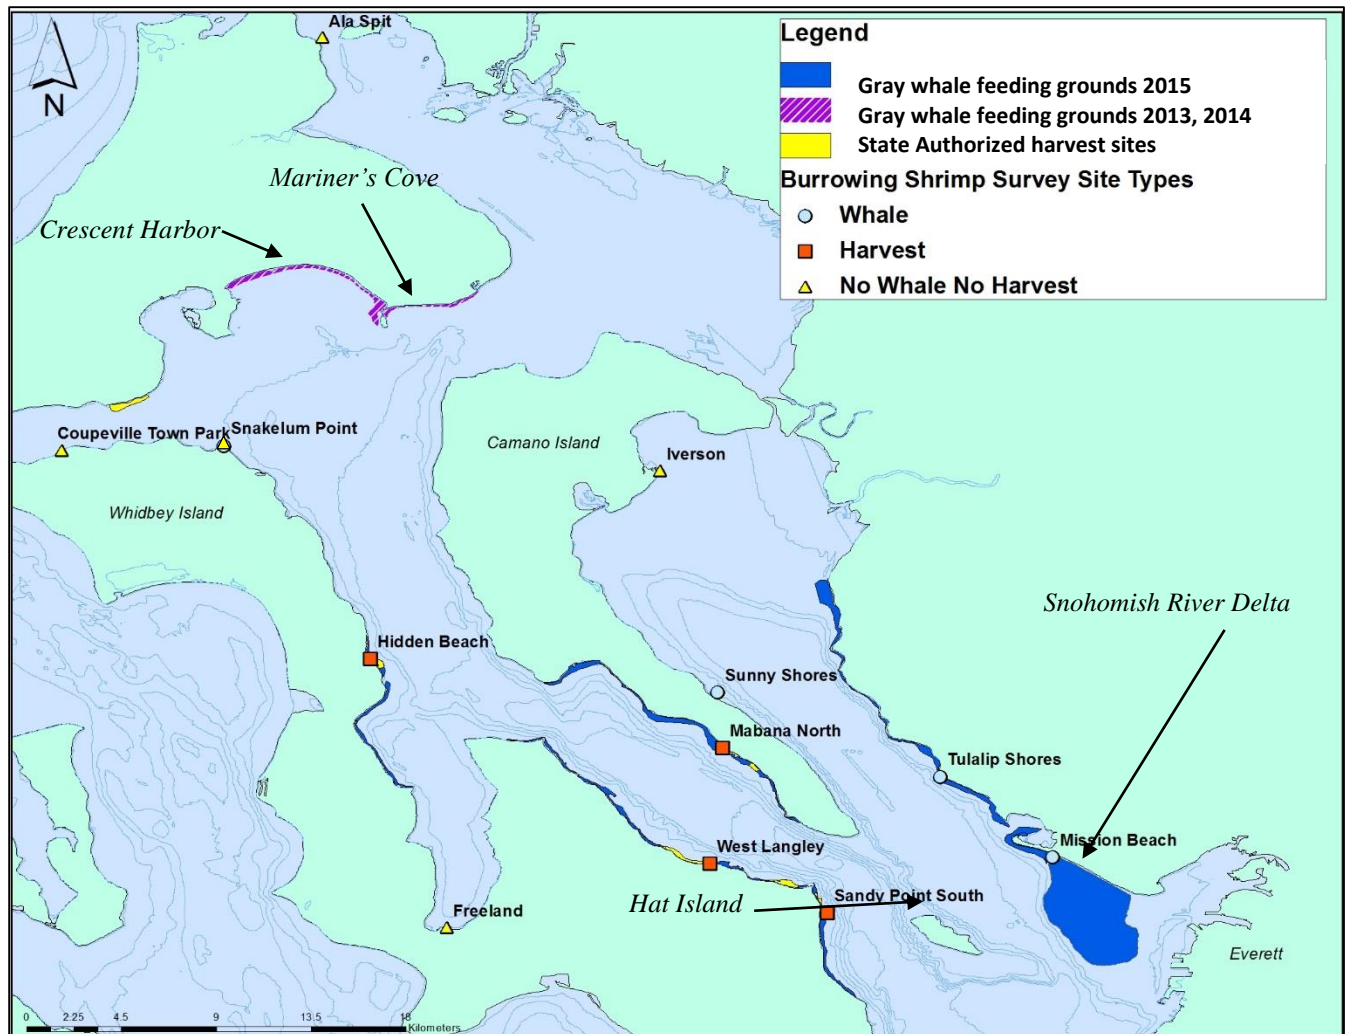 Ala Spit
Legend
Gray whale feeding grounds 2015
Gray whale feeding grounds 2013, 2014
State Authorized harvest sites
Burrowing Shrimp Survey Site Types
Whale
Harvest
No Whale No Harvest
N
Mariner’s Cove
Crescent Harbor
Coupeville Town Park
Snakelum Point
Camano Island
Iverson
Whidbey Island
Snohomish River Delta
Hidden Beach
Sunny Shores
Mabana North
Tulalip Shores
Mission Beach
West Langley
Hat Island
Sandy Point South
Freeland
Everett
0 2.25 4.5 9 13.5 18
Kilometers